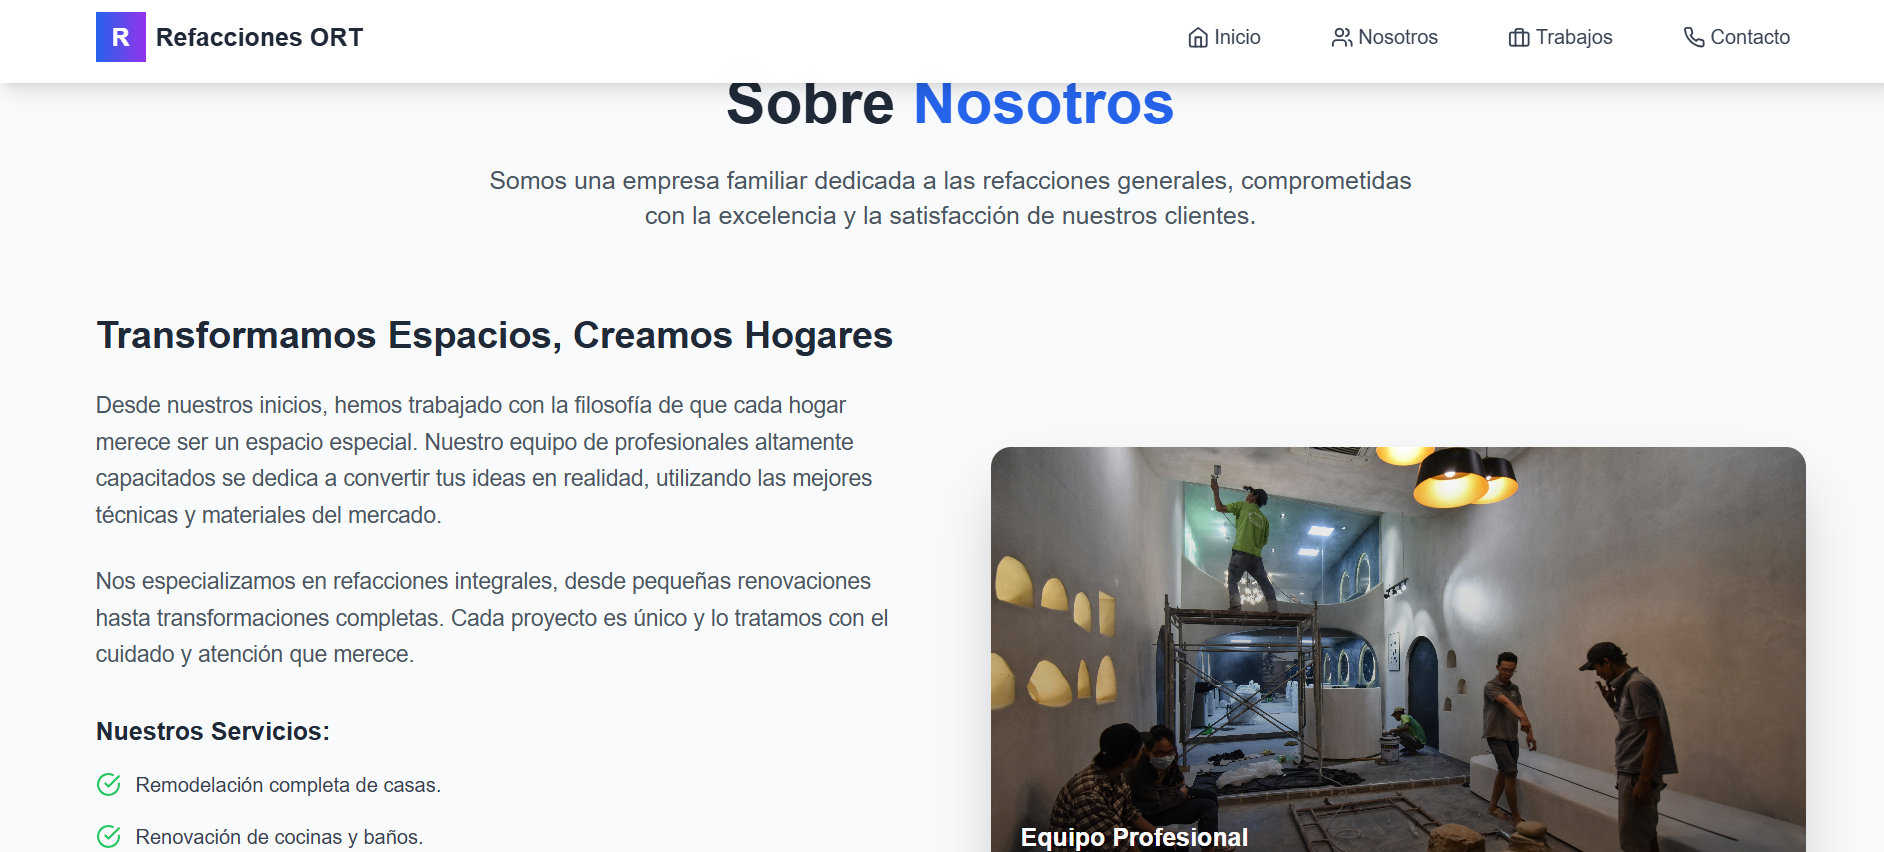 R Refacciones ORT
Inicio
Nosotros
Trabajos
Contacto
Sobre Nosotros
Somos una empresa familiar dedicada a las refacciones generales, comprometidas
con la excelencia y la satisfacción de nuestros clientes.
Transformamos Espacios, Creamos Hogares
Desde nuestros inicios, hemos trabajado con la filosofía de que cada hogar
merece ser un espacio especial. Nuestro equipo de profesionales altamente
capacitados se dedica a convertir tus ideas en realidad, utilizando las mejores
técnicas y materiales del mercado.
Nos especializamos en refacciones integrales, desde pequeñas renovaciones
hasta transformaciones completas. Cada proyecto es único y lo tratamos con el
cuidado y atención que merece.
Nuestros Servicios:
Remodelación completa de casas.
Renovación de cocinas y baños.
Equipo Profesional